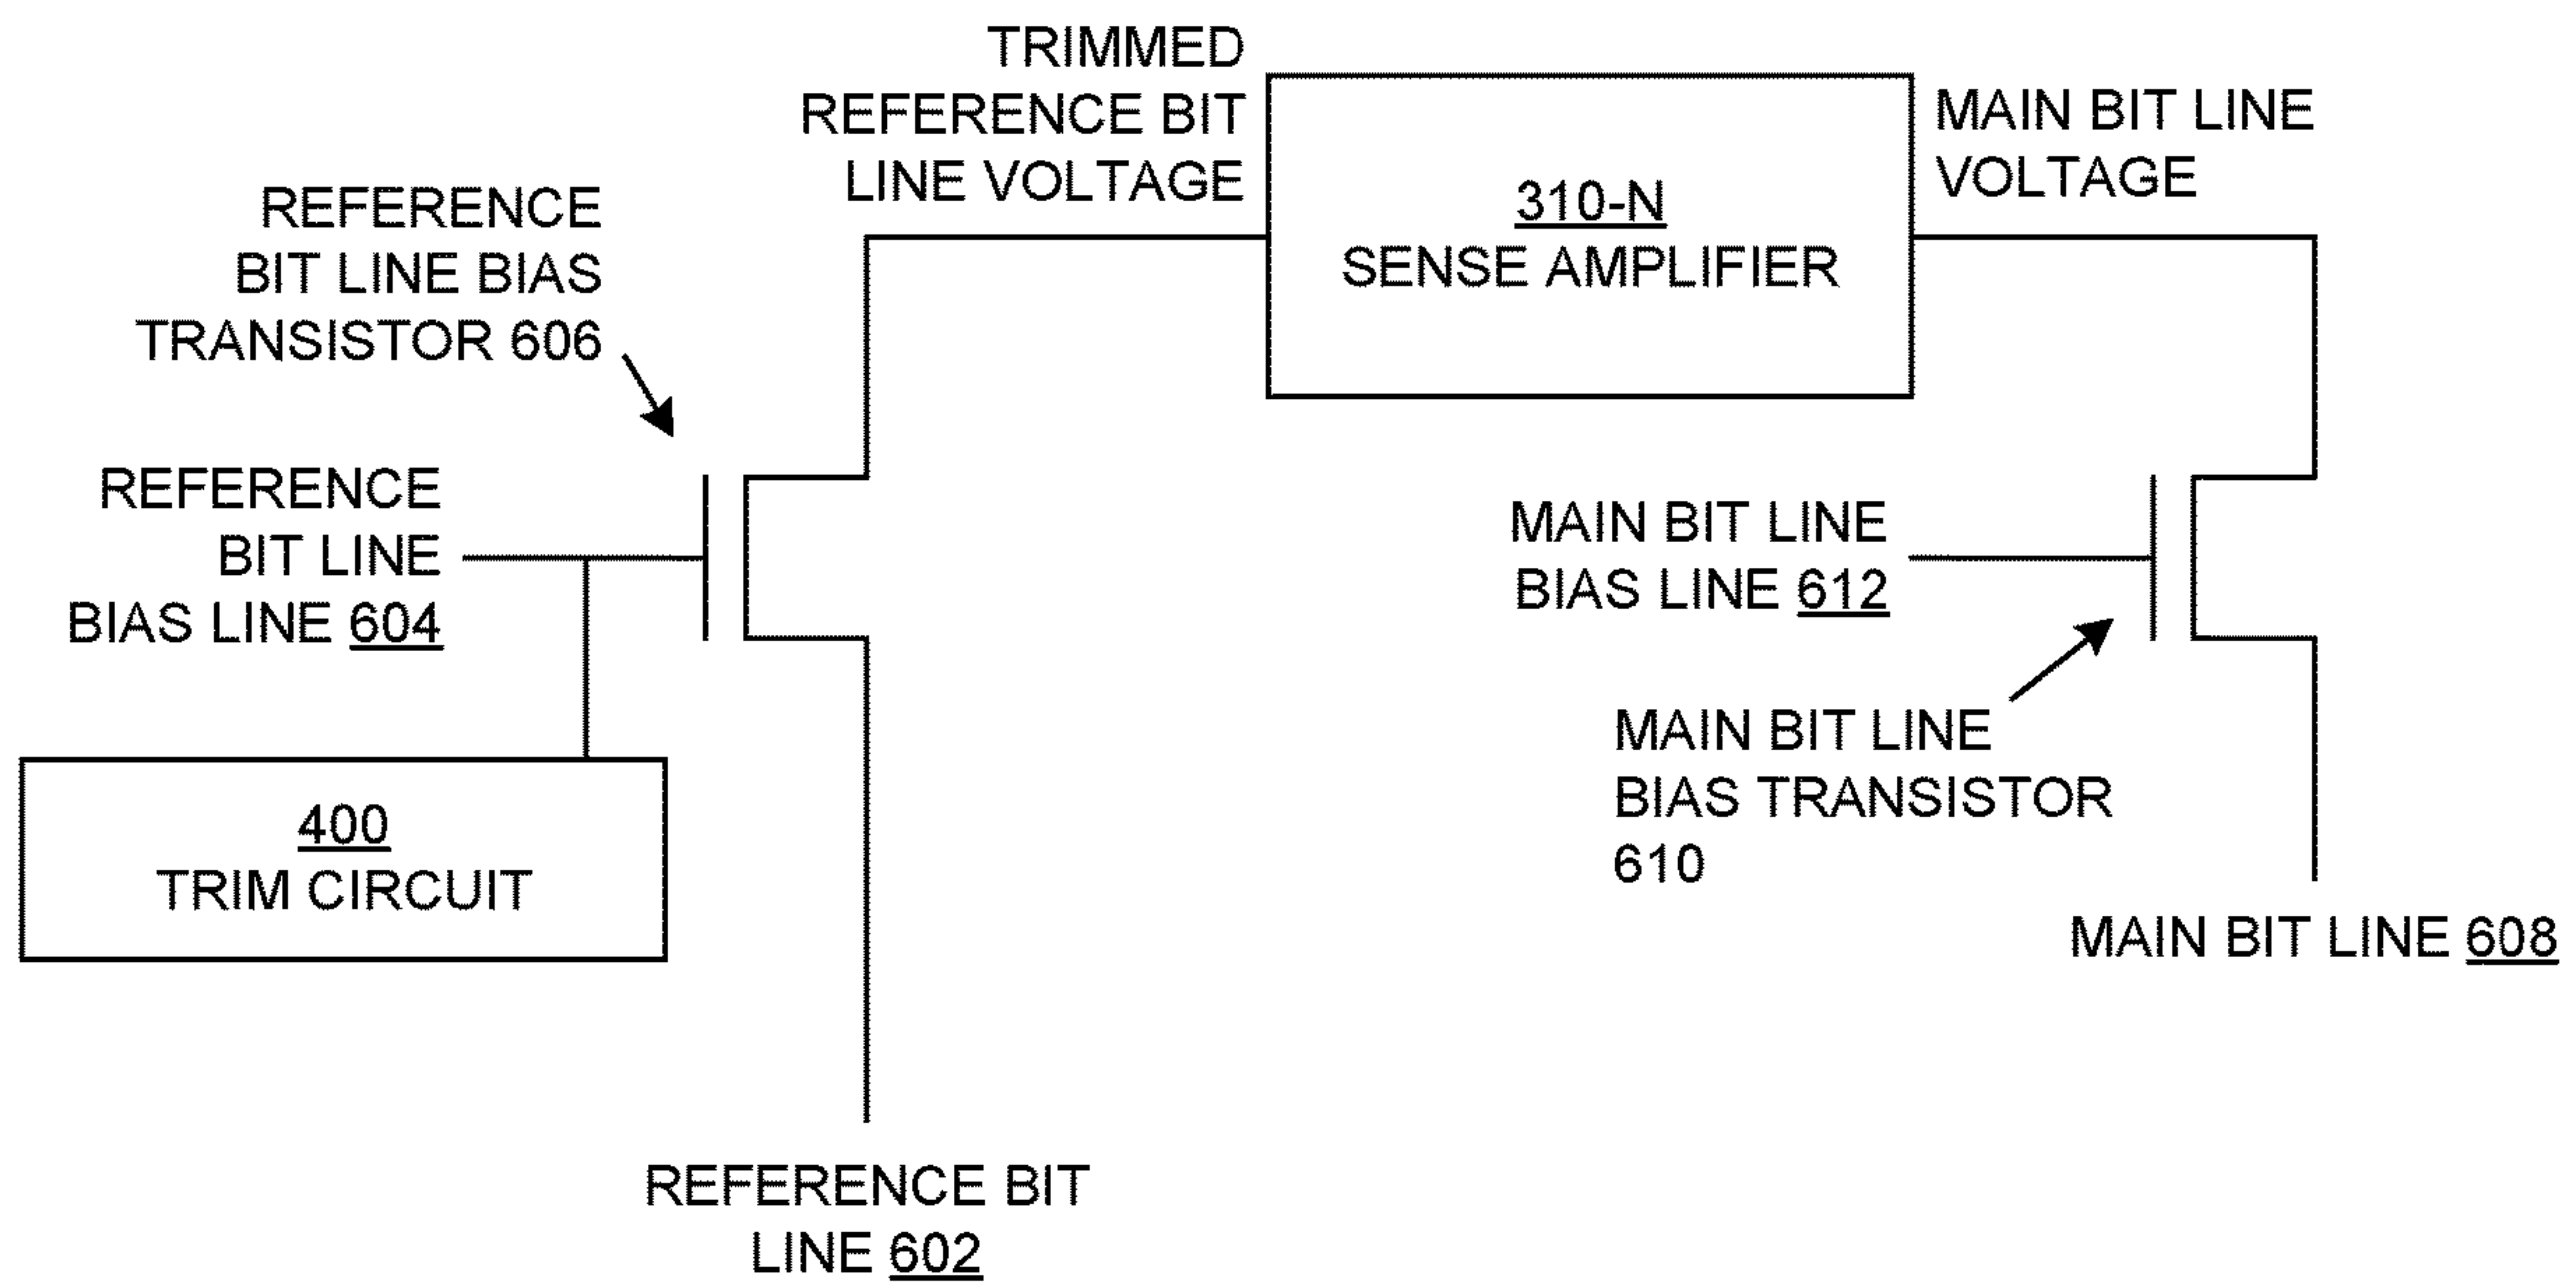 TRIMMED
REFERENCE BIT
LINE VOLTAGE
310-N
SENSE AMPLIFIER
MAIN BIT LINE
VOLTAGE
REFERENCE
BIT LINE BIAS
TRANSISTOR 606
REFERENCE
BIT LINE
BIAS LINE 604
MAIN BIT LINE
BIAS LINE 612
MAIN BIT LINE
BIAS TRANSISTOR
610
400
TRIM CIRCUIT
MAIN BIT LINE 608
REFERENCE BIT
LINE 602